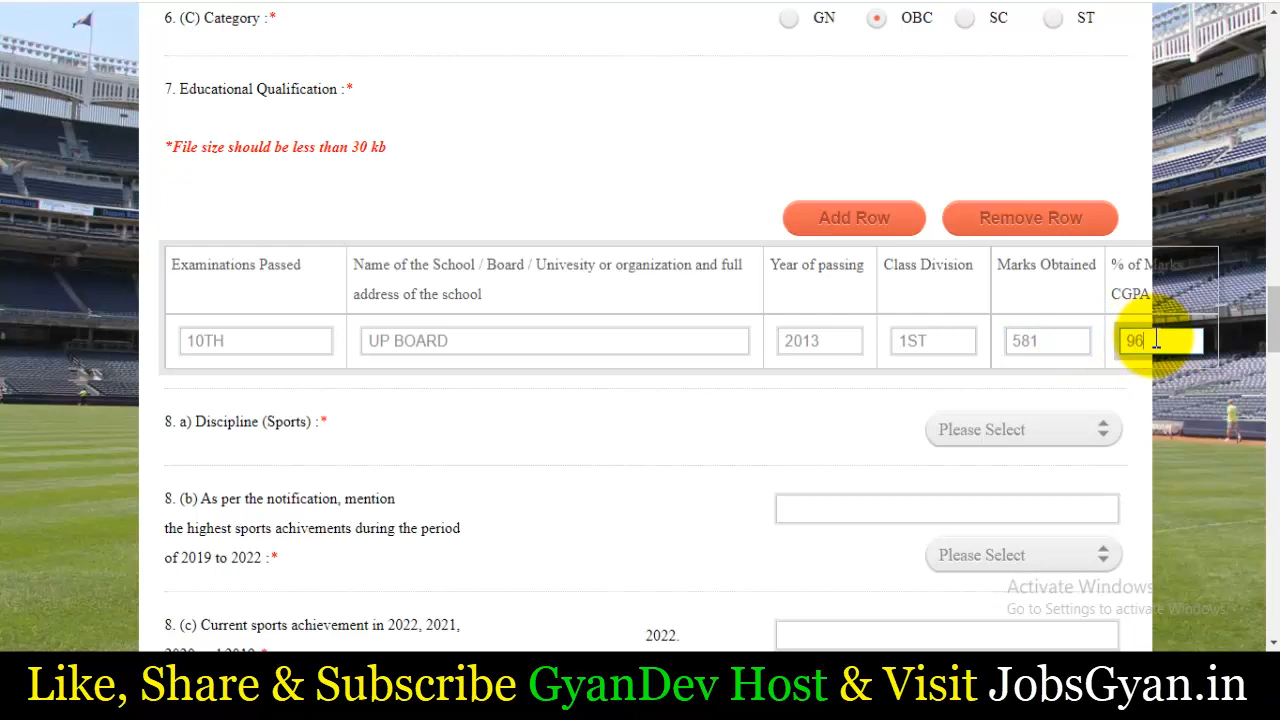 6. (C) Category :*
GN OBC SC ST
7. Educational Qualification :*
*File size should be less than 30 kb
Add Row Remove Row
Examinations Passed
Name of the School / Board / Univesity or organization and full
address of the school
Year of passing
Class Division
Marks Obtained
% of Marks
CGPA
10TH UP BOARD 2013 1ST 581 96
8. a) Discipline (Sports) :*
Please Select
8. (b) As per the notification, mention
the highest sports achivements during the period
of 2019 to 2022 :*
Please Select
Activate Windows
Go to Settings to activate Windows.
8. (c) Current sports achievement in 2022, 2021,
2022.
Like, Share & Subscribe GyanDev Host & Visit JobsGyan.in